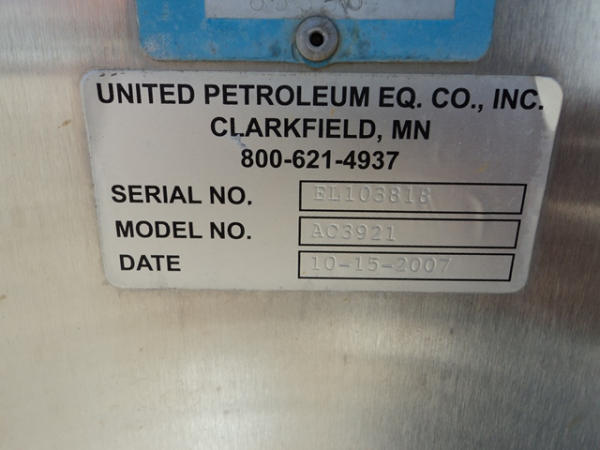 UNITED PETROLEUM EQ. CO., INC.
CLARKFIELD, MN
800-621-4937
SERIAL NO. EL103818
MODEL NO. AC3921
DATE 10-15-2007